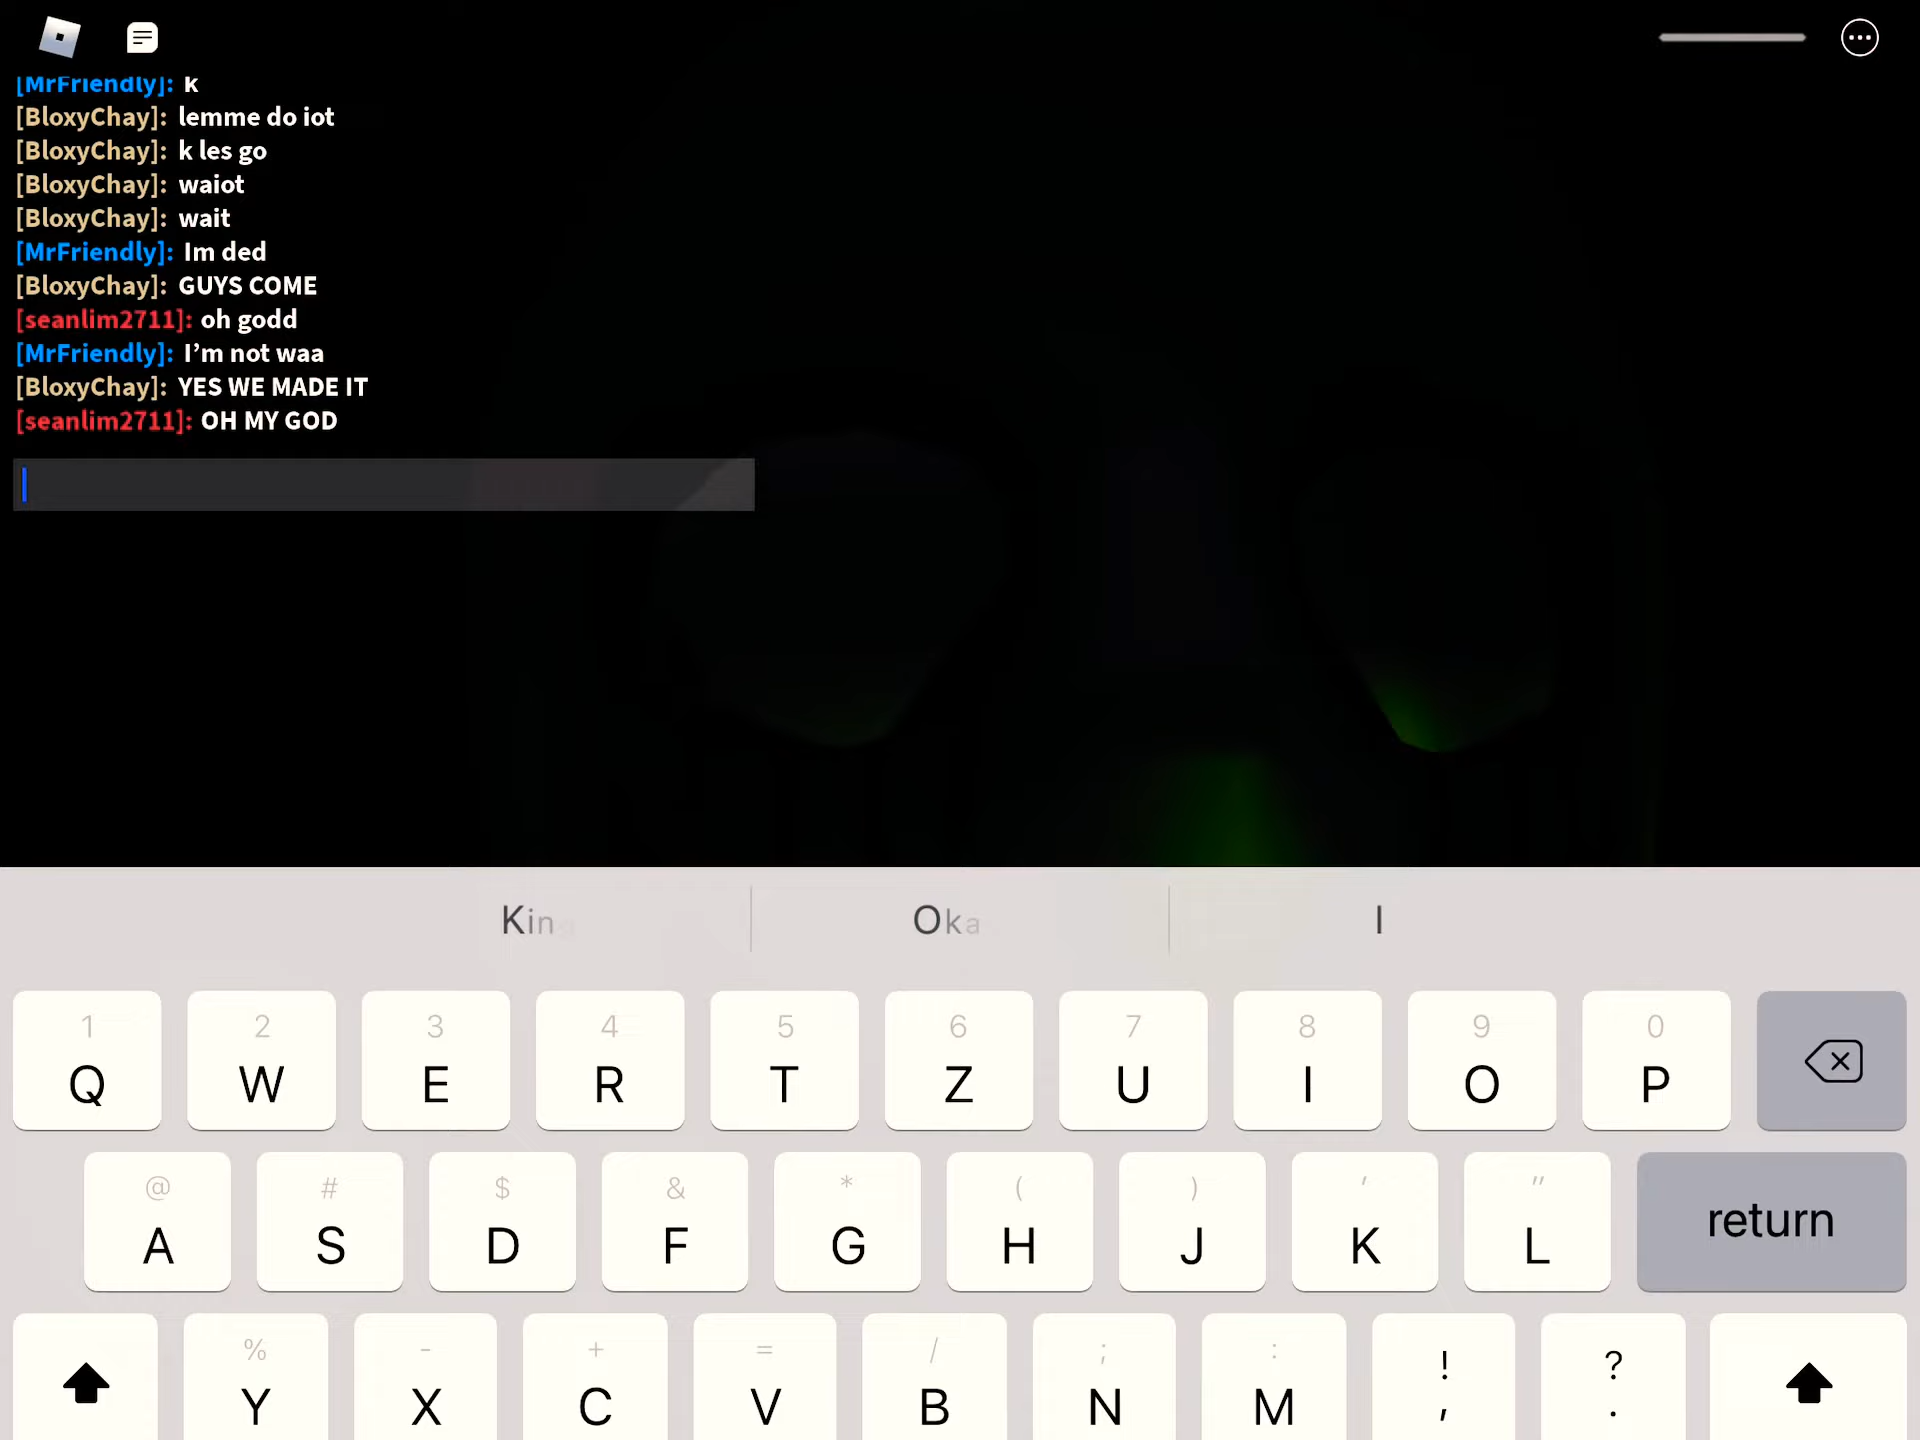 [MrFriendly]: k
[BloxyChay]: lemme do iot
[BloxyChay]: k les go
[BloxyChay]: waiot
[BloxyChay]: wait
[MrFriendly]: Im ded
[BloxyChay]: GUYS COME
[seanlim2711]: oh godd
[MrFriendly]: I’m not waa
[BloxyChay]: YES WE MADE IT
[seanlim2711]: OH MY GOD
Kin Oka I
1 2 3 4 5 6 7 8 9 0
Q W E R T Z U I O P
@ # $ & * ( ) ' "
A S D F G H J K L return
% - + = / ; : ! ?
Y X C V B N M , .